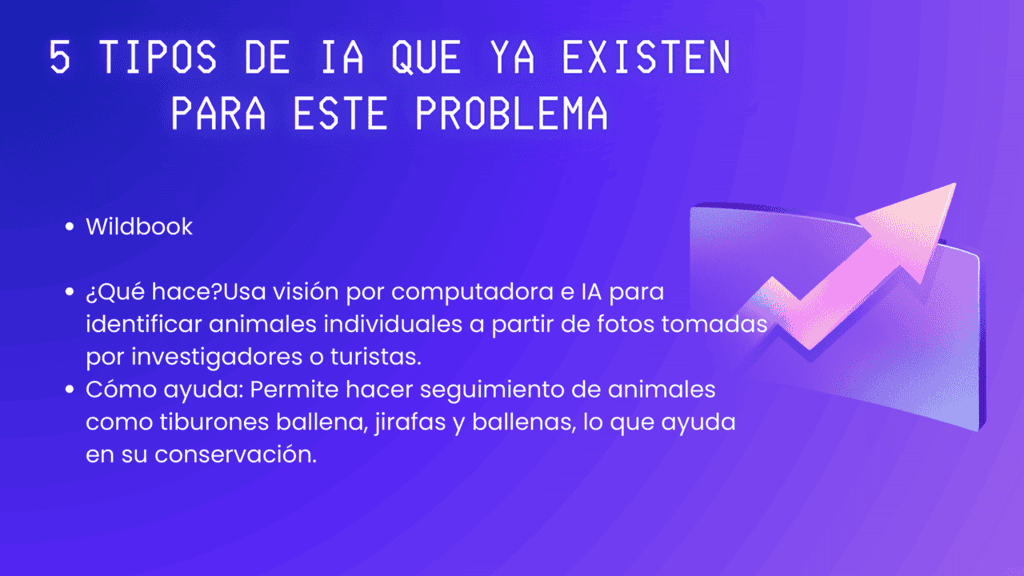 5 TIPOS DE IA QUE YA EXISTEN
PARA ESTE PROBLEMA
• Wildbook
• ¿Qué hace?Usa visión por computadora e IA para
identificar animales individuales a partir de fotos tomadas
por investigadores o turistas.
• Cómo ayuda: Permite hacer seguimiento de animales
como tiburones ballena, jirafas y ballenas, lo que ayuda
en su conservación.